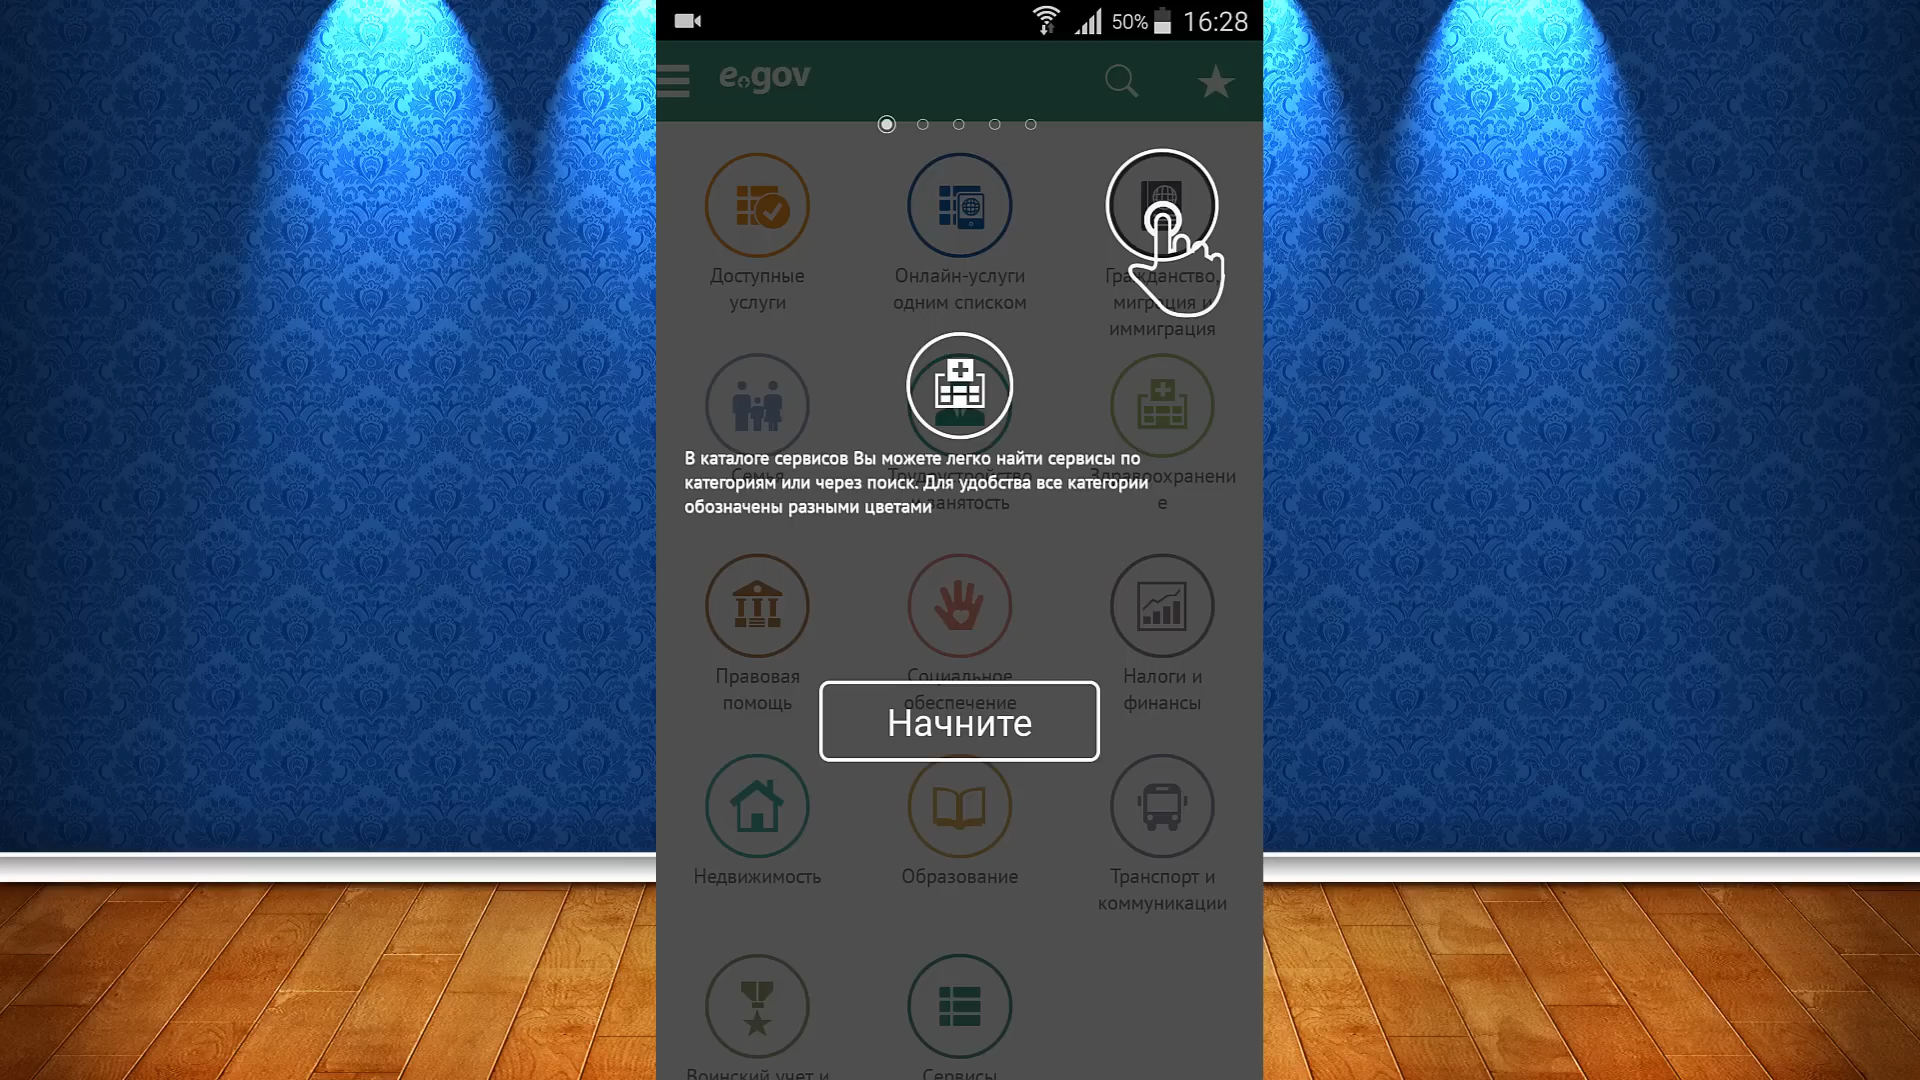 50% 16:28
e.gov
Доступные
услуги
Онлайн-услуги
одним списком
Гражданство,
миграция и
иммиграция
В каталоге сервисов Вы можете легко найти сервисы по
категориям или через поиск. Для удобства все категории
обозначены разными цветами
Семья
Трудоустройство
и занятость
Здравоохранени
е
Правовая
помощь
Социальное
обеспечение
Налоги и
финансы
Начните
Недвижимость
Образование
Транспорт и
коммуникации
Воинский учет и
Сервисы